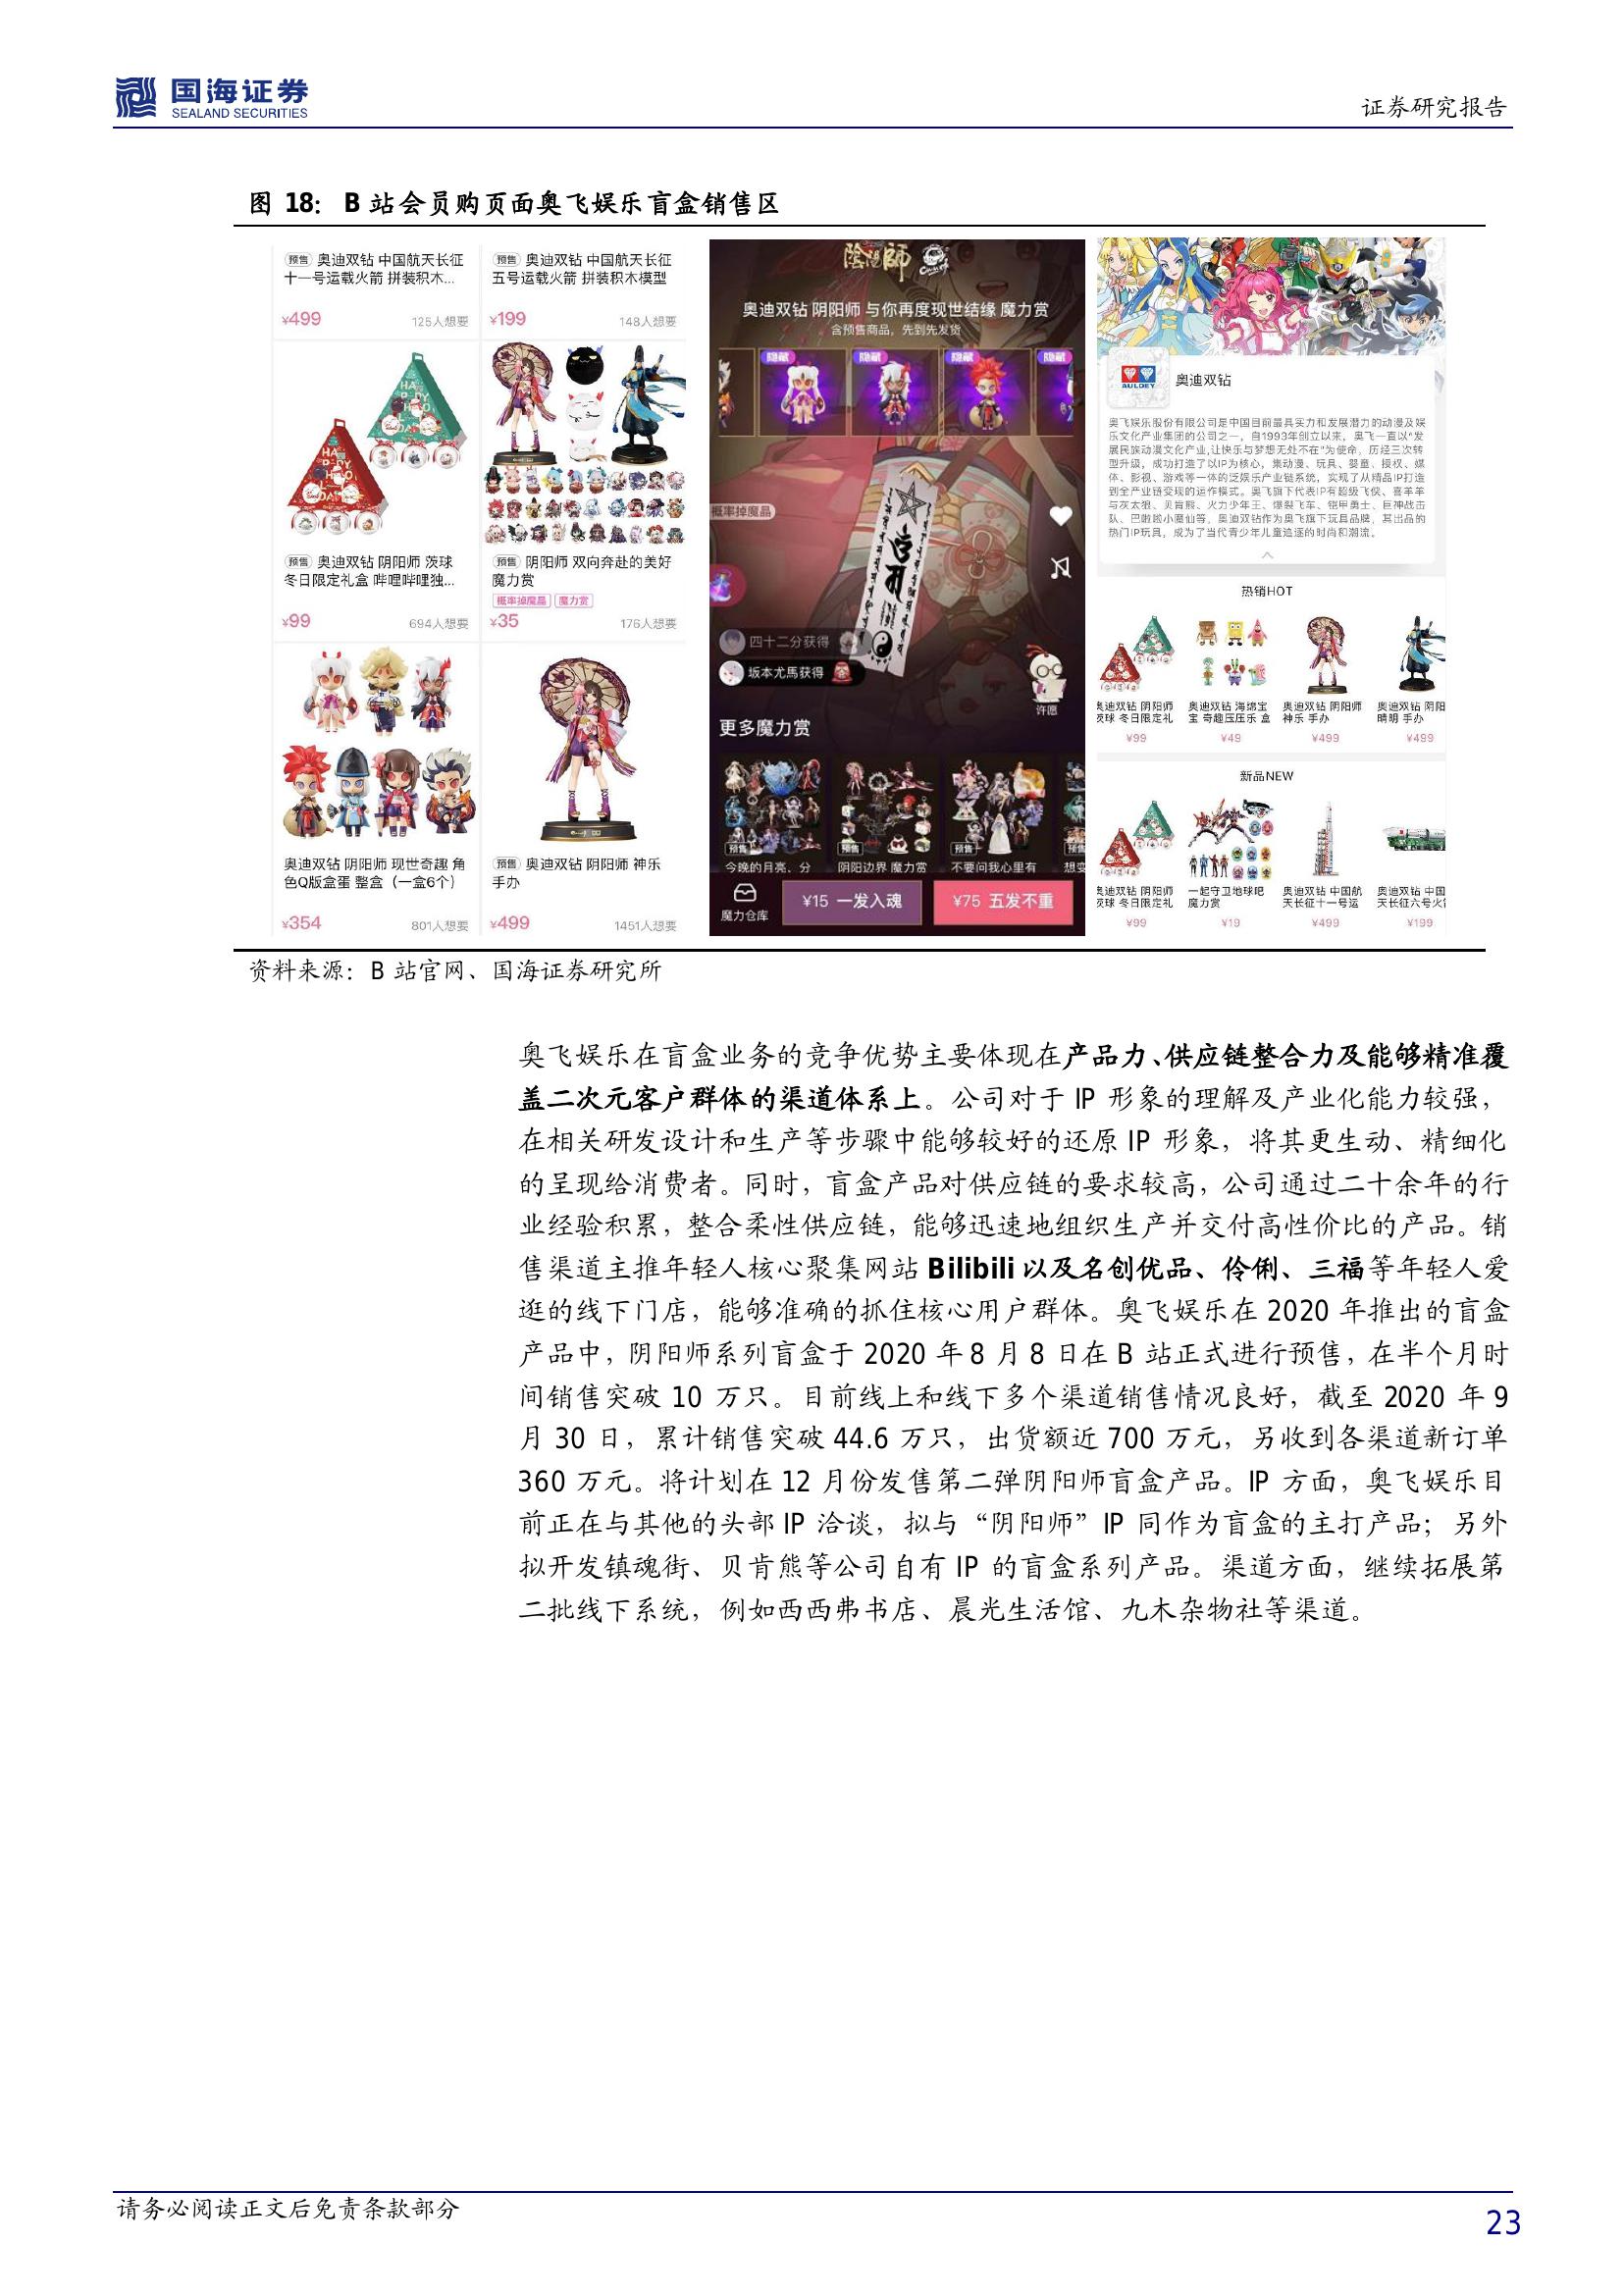 国海证券
SEALAND SECURITIES
证券研究报告
图 18： B 站会员购页面奥飞娱乐盲盒销售区
预售 奥迪双钻 中国航天长征
十一号运载火箭 拼装积木...
¥499 125人想要
预售 奥迪双钻 中国航天长征
五号运载火箭 拼装积木模型
¥199 148人想要
预售 奥迪双钻 阴阳师 茨球
冬日限定礼盒 哔哩哔哩独...
¥99 694人想要
预售 阴阳师 双向奔赴的美好
魔力赏
概率掉魔晶 魔力赏
¥35 176人想要
奥迪双钻 阴阳师 现世奇趣 角
色Q版盒蛋 整盒（一盒6个）
¥354 801人想要
预售 奥迪双钻 阴阳师 神乐
手办
¥499 1451人想要
陰陽師
奥迪双钻 阴阳师 与你再度现世结缘 魔力赏
含预售商品，先到先发货
隐藏 隐藏 隐藏 隐藏
概率掉魔晶
四十二分获得
坂本尤馬获得
许愿
更多魔力赏
预售 预售 预售
今晚的月亮、分 阴阳边界 魔力赏 不要问我心里有 想变
魔力仓库
¥15 一发入魂
¥75 五发不重
AULDEY
奥迪双钻
奥飞娱乐股份有限公司是中国目前最具实力和发展潜力的动漫及娱
乐文化产业集团的公司之一，自1993年创立以来，奥飞一直以“发
展民族动漫文化产业,让快乐与梦想无处不在”为使命，历经三次转
型升级，成功打造了以IP为核心，集动漫、玩具、婴童、授权、媒
体、影视、游戏等一体的泛娱乐产业链系统，实现了从精品IP打造
到全产业链变现的运作模式。奥飞旗下代表IP有超级飞侠、喜羊羊
与灰太狼、贝肯熊、火力少年王、爆裂飞车、铠甲勇士、巨神战击
队、巴啦啦小魔仙等，奥迪双钻作为奥飞旗下玩具品牌，其出品的
热门IP玩具，成为了当代青少年儿童追逐的时尚和潮流。
热销HOT
奥迪双钻 阴阳师 奥迪双钻 海绵宝 奥迪双钻 阴阳师 奥迪双钻 阴阳
茨球 冬日限定礼 宝 奇趣压压乐 盒 神乐 手办 晴明 手办
¥99 ¥49 ¥499 ¥499
新品NEW
奥迪双钻 阴阳师 一起守卫地球吧 奥迪双钻 中国航 奥迪双钻 中国
茨球 冬日限定礼 魔力赏 天长征十一号运 天长征六号火
¥99 ¥19 ¥499 ¥199
资料来源：B 站官网、国海证券研究所
奥飞娱乐在盲盒业务的竞争优势主要体现在产品力、供应链整合力及能够精准覆
盖二次元客户群体的渠道体系上。公司对于 IP 形象的理解及产业化能力较强，
在相关研发设计和生产等步骤中能够较好的还原 IP 形象，将其更生动、精细化
的呈现给消费者。同时，盲盒产品对供应链的要求较高，公司通过二十余年的行
业经验积累，整合柔性供应链，能够迅速地组织生产并交付高性价比的产品。销
售渠道主推年轻人核心聚集网站 Bilibili 以及名创优品、伶俐、三福等年轻人爱
逛的线下门店，能够准确的抓住核心用户群体。奥飞娱乐在 2020 年推出的盲盒
产品中，阴阳师系列盲盒于 2020 年 8 月 8 日在 B 站正式进行预售，在半个月时
间销售突破 10 万只。目前线上和线下多个渠道销售情况良好，截至 2020 年 9
月 30 日，累计销售突破 44.6 万只，出货额近 700 万元，另收到各渠道新订单
360 万元。将计划在 12 月份发售第二弹阴阳师盲盒产品。IP 方面，奥飞娱乐目
前正在与其他的头部 IP 洽谈，拟与“阴阳师”IP 同作为盲盒的主打产品；另外
拟开发镇魂街、贝肯熊等公司自有 IP 的盲盒系列产品。渠道方面，继续拓展第
二批线下系统，例如西西弗书店、晨光生活馆、九木杂物社等渠道。
请务必阅读正文后免责条款部分
23